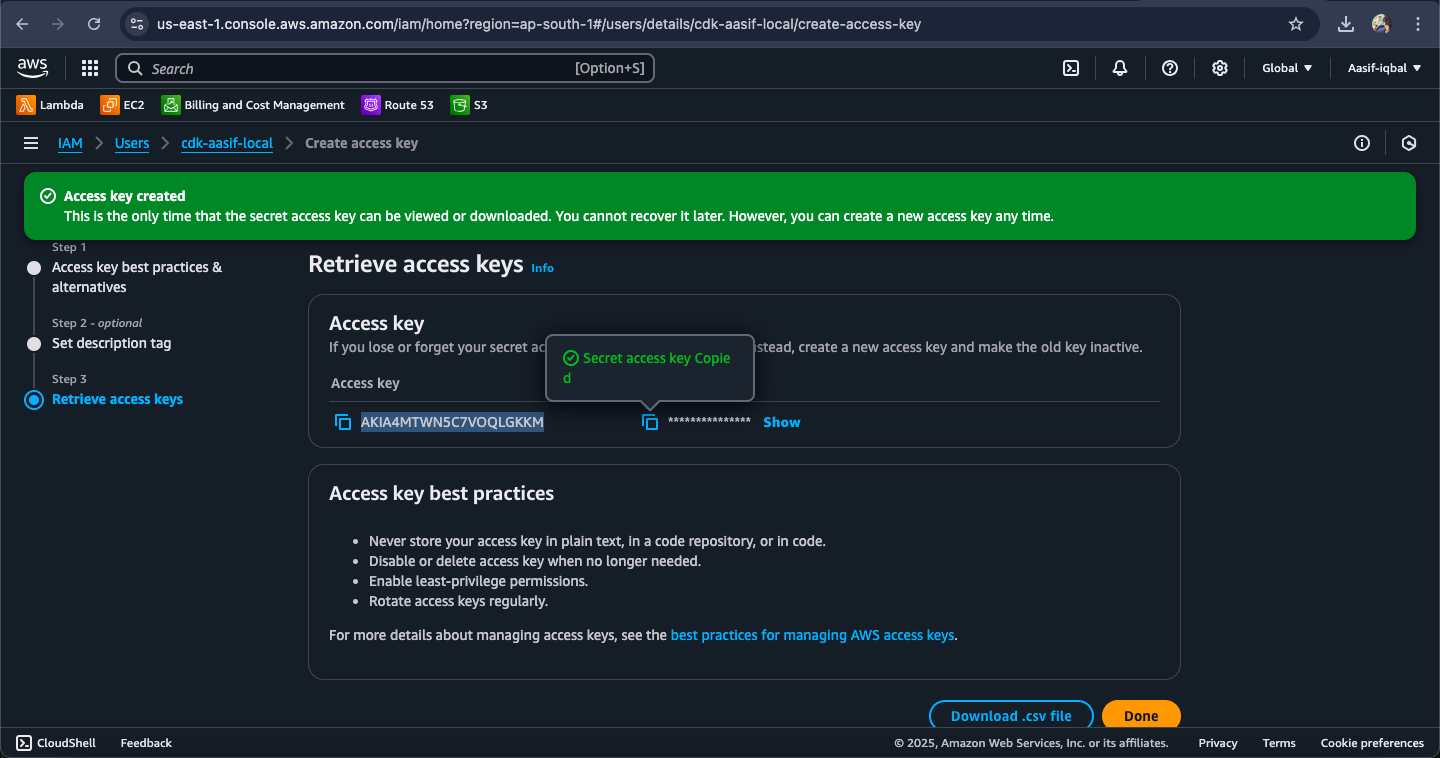 us-east-1.console.aws.amazon.com/iam/home?region=ap-south-1#/users/details/cdk-aasif-local/create-access-key
aws
Search
[Option+S]
Global
Aasif-iqbal
Lambda
EC2
Billing and Cost Management
Route 53
S3
IAM
Users
cdk-aasif-local
Create access key
Access key created
This is the only time that the secret access key can be viewed or downloaded. You cannot recover it later. However, you can create a new access key any time.
Step 1
Access key best practices &
alternatives
Step 2 - optional
Set description tag
Step 3
Retrieve access keys
Retrieve access keys Info
Access key
If you lose or forget your secret ac
stead, create a new access key and make the old key inactive.
Secret access key Copie
d
Access key
AKIA4MTWN5C7VOQLGKKM
*************** Show
Access key best practices
• Never store your access key in plain text, in a code repository, or in code.
• Disable or delete access key when no longer needed.
• Enable least-privilege permissions.
• Rotate access keys regularly.
For more details about managing access keys, see the best practices for managing AWS access keys.
Download .csv file
Done
CloudShell
Feedback
© 2025, Amazon Web Services, Inc. or its affiliates.
Privacy
Terms
Cookie preferences